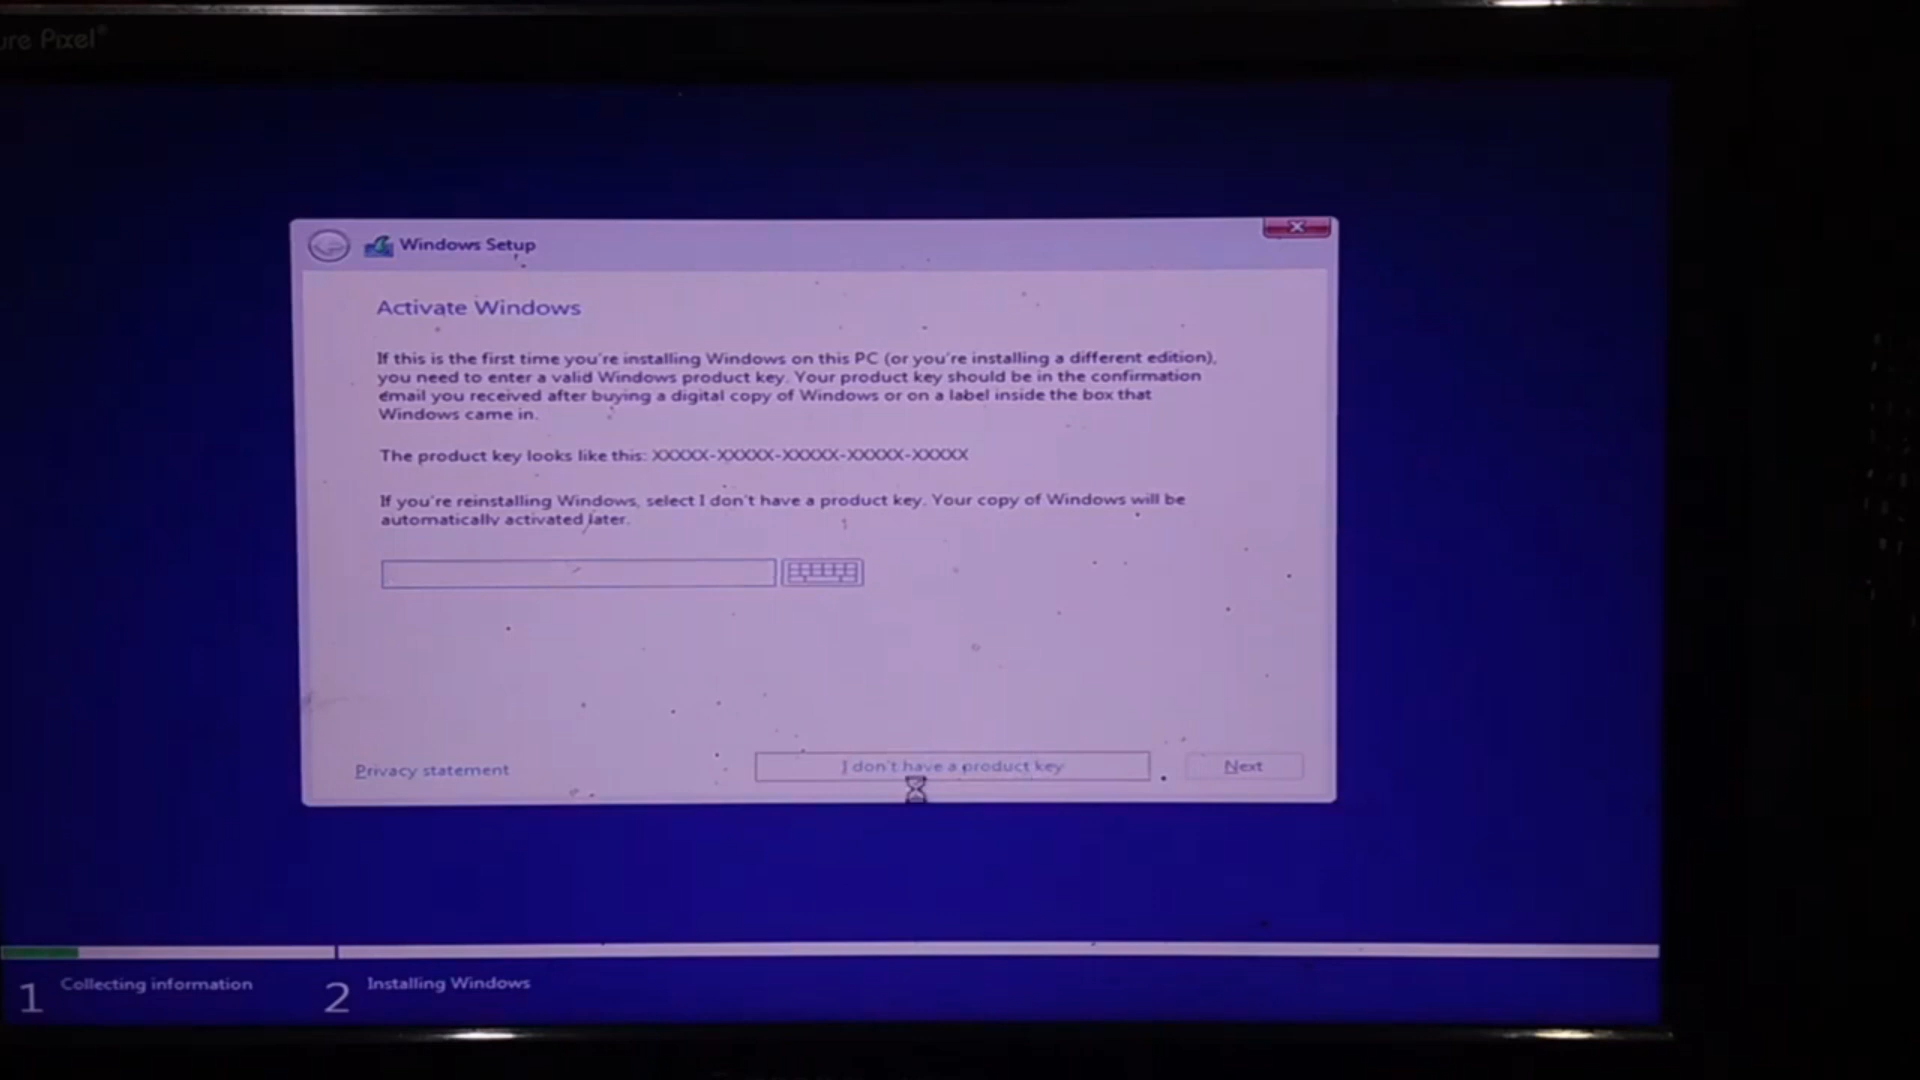 Pixel
Windows Setup
Activate Windows
If this is the first time you're installing Windows on this PC (or you're installing a different edition),
you need to enter a valid Windows product key. Your product key should be in the confirmation
email you received after buying a digital copy of Windows or on a label inside the box that
Windows came in.
The product key looks like this: XXXXX-XXXXX-XXXXX-XXXXX-XXXXX
If you're reinstalling Windows, select I don't have a product key. Your copy of Windows will be
automatically activated later.
Privacy statement
I don't have a product key
Next
1 Collecting information
2 Installing Windows